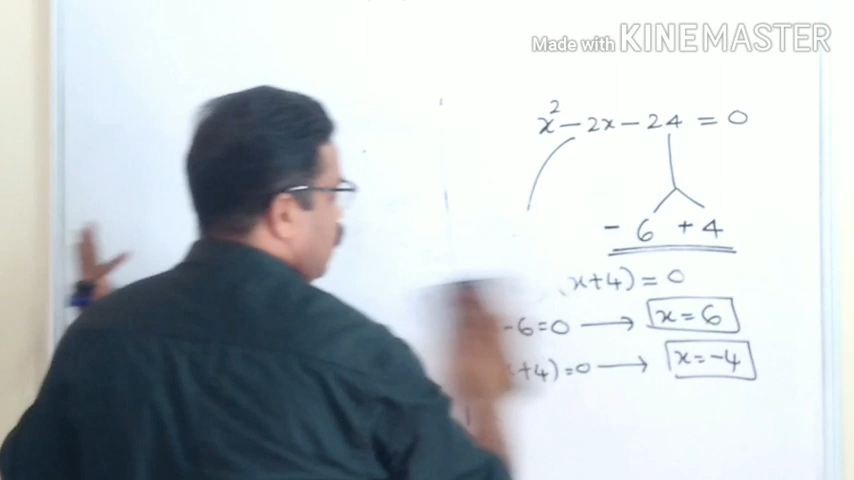 Made with KINEMASTER
x² - 2x - 24 = 0
- 6 + 4
x+4) = 0
-6=0 → x=6
+4)=0 → x=-4